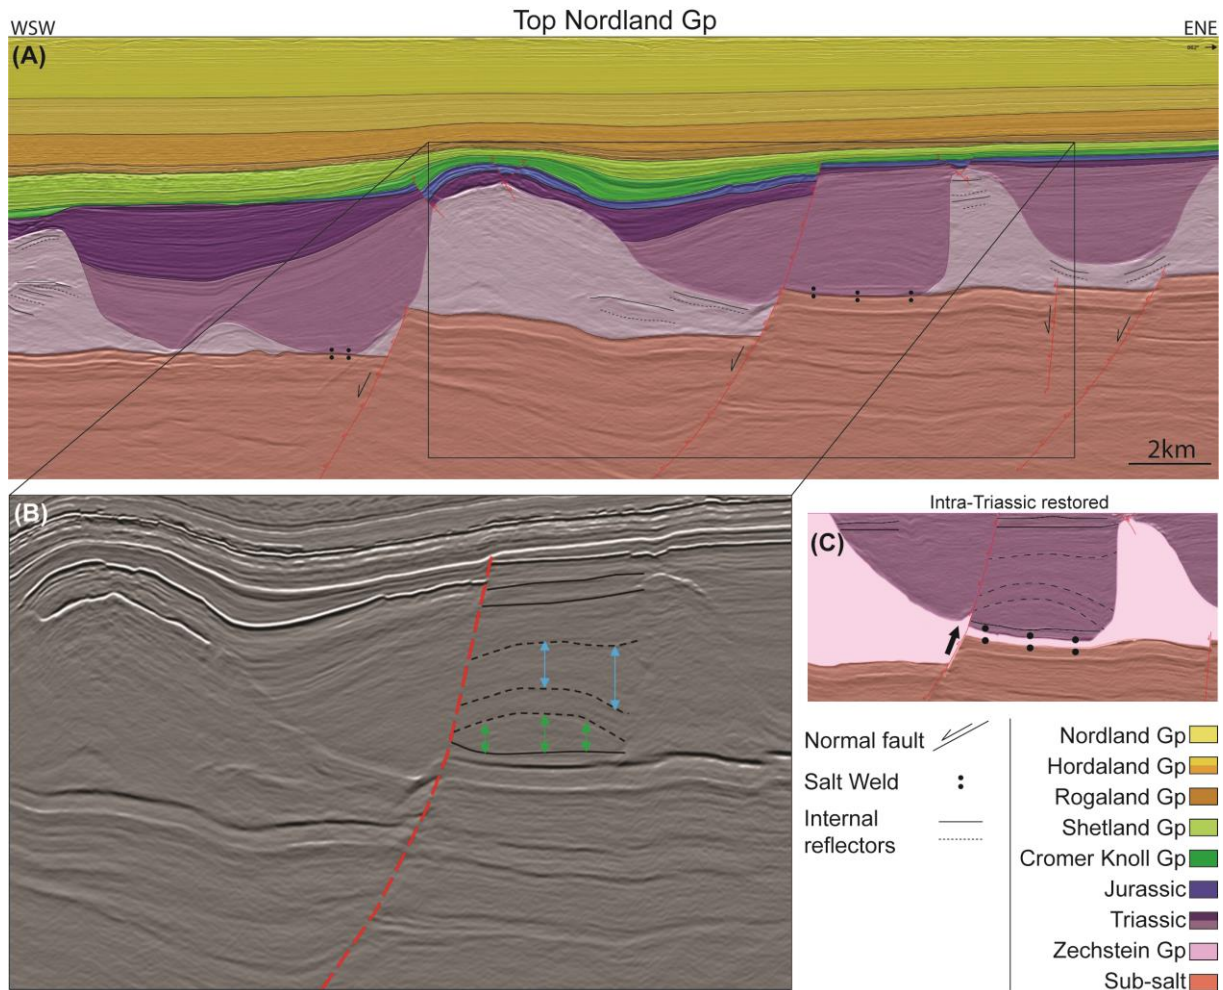 Top Nordland Gp
WSW
ENE
(A)
2km
(B)
Intra-Triassic restored
(C)
Normal fault
Salt Weld
Internal
reflectors
Nordland Gp
Hordaland Gp
Rogaland Gp
Shetland Gp
Cromer Knoll Gp
Jurassic
Triassic
Zechstein Gp
Sub-salt